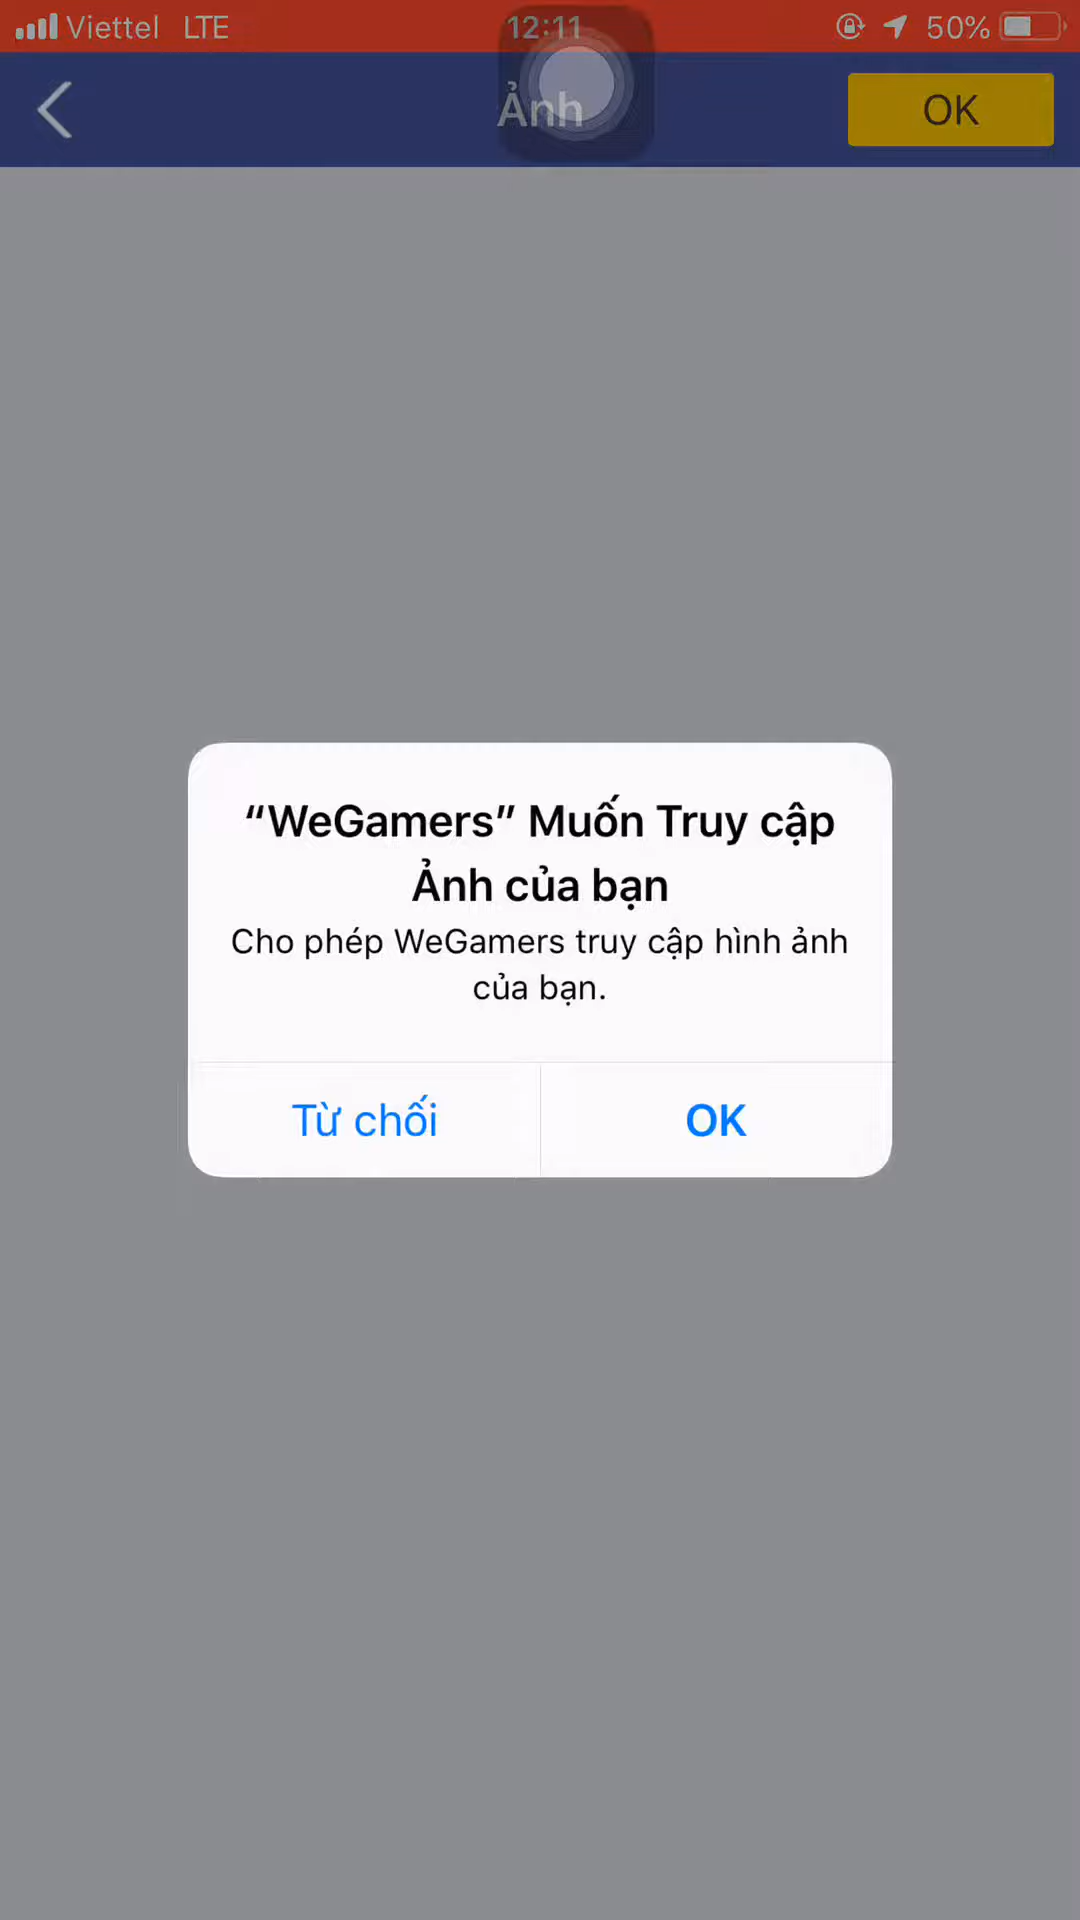 Viettel LTE 12:11 50%
Ảnh OK
“WeGamers” Muốn Truy cập
Ảnh của bạn
Cho phép WeGamers truy cập hình ảnh
của bạn.
Từ chối OK